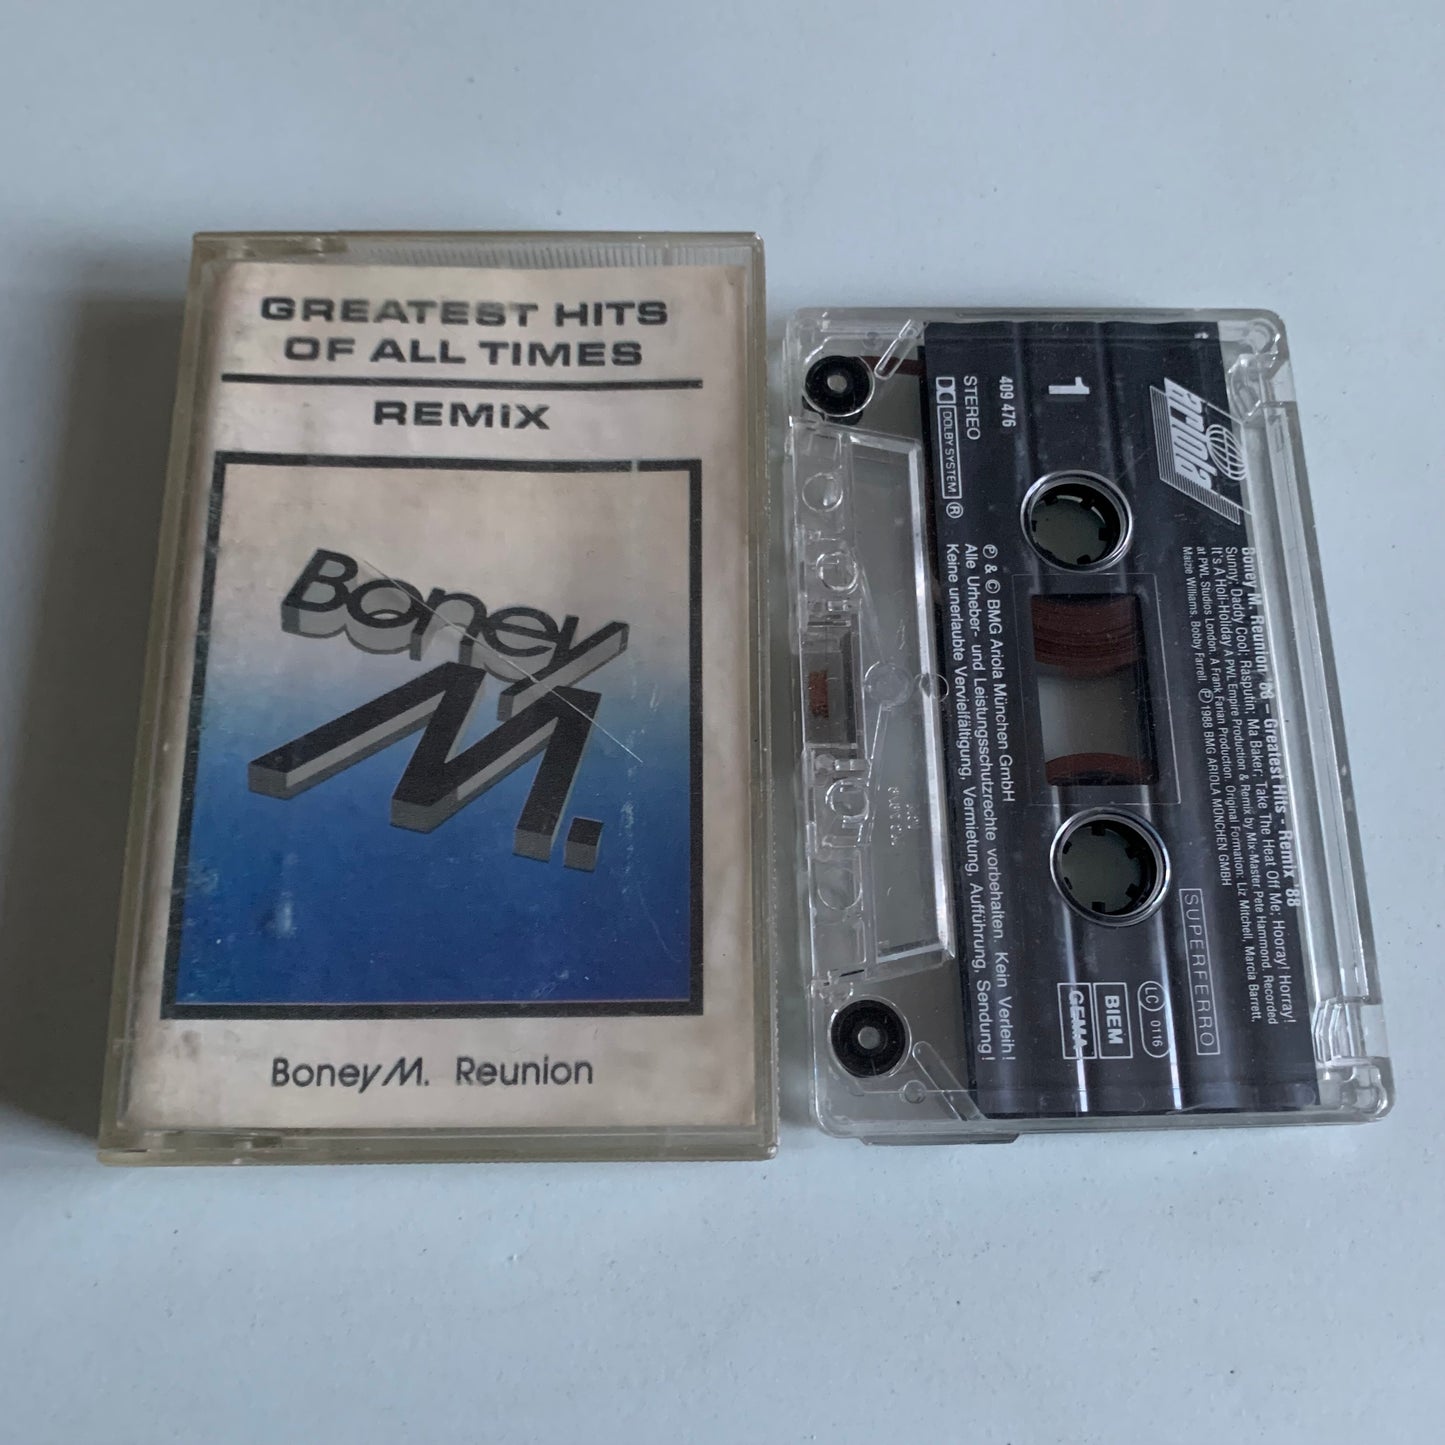 GREATEST HITS
OF ALL TIMES
REMiX
Boney
M.
Boney M. Reunion
ariola
Boney M. Reunion '88 – Greatest Hits - Remix '88
Sunny; Daddy Cool; Rasputin; Ma Baker; Take The Heat Off Me; Hooray! Horray!
It's A Holi-Holiday A PWL Empire Production & Remix by Mix-Master Pete Hammond. Recorded
at PWL Studios London. A Frank Farian Production. Original Formation: Liz Mitchell, Marcia Barrett,
Maizie Williams, Bobby Farrell. ℗ 1988 BMG ARIOLA MÜNCHEN GMBH
SUPERFERRO
LC 0116
1
BIEM
GEMA
409 476
STEREO
DOLBY SYSTEM ®
℗ & © BMG Ariola München GmbH
Alle Urheber- und Leistungsschutzrechte vorbehalten. Kein Verleih!
Keine unerlaubte Vervielfältigung, Vermietung, Aufführung, Sendung!